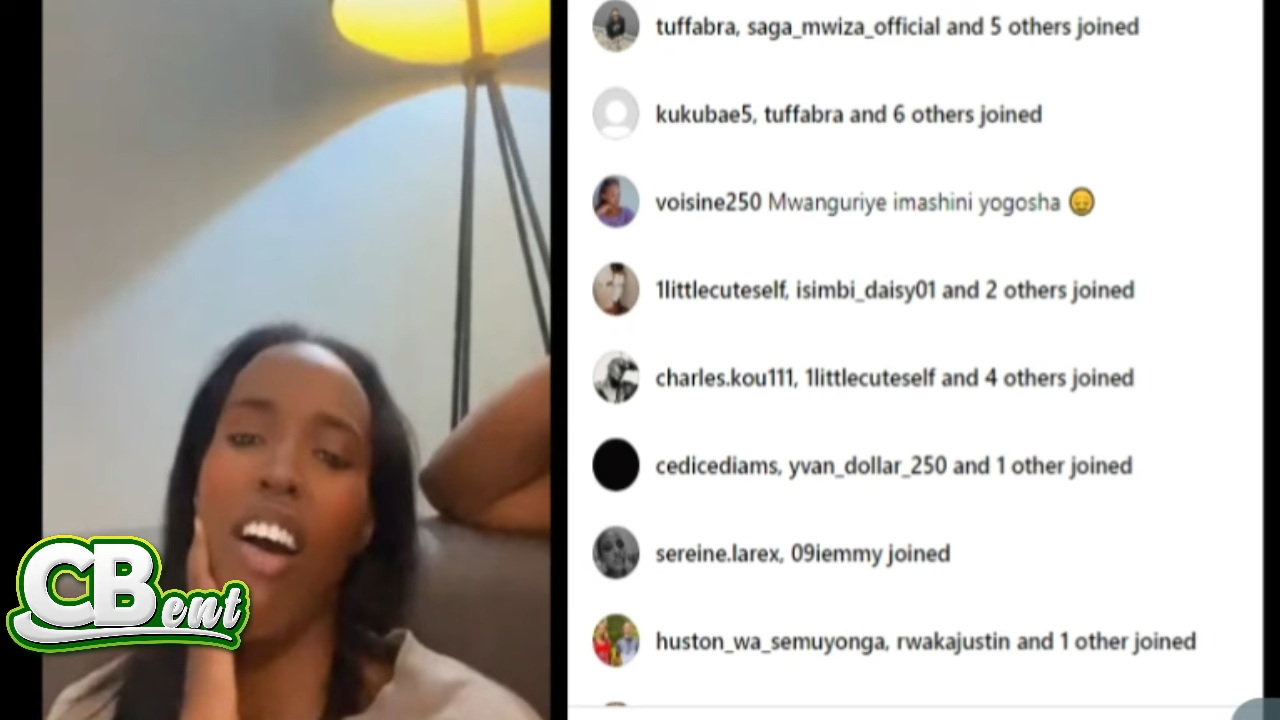 tuffabra, saga_mwiza_official and 5 others joined
kukubae5, tuffabra and 6 others joined
voisine250 Mwanguriye imashini yogosha 😑
1littlecuteself, isimbi_daisy01 and 2 others joined
charles.kou111, 1littlecuteself and 4 others joined
cedicediams, yvan_dollar_250 and 1 other joined
sereine.larex, 09iemmy joined
huston_wa_semuyonga, rwakajustin and 1 other joined
CB ent